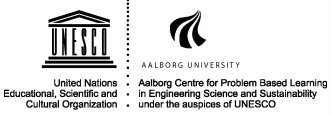 UNESCO
AALBORG UNIVERSITY
United Nations
Educational, Scientific and
Cultural Organization
Aalborg Centre for Problem Based Learning
in Engineering Science and Sustainability
under the auspices of UNESCO